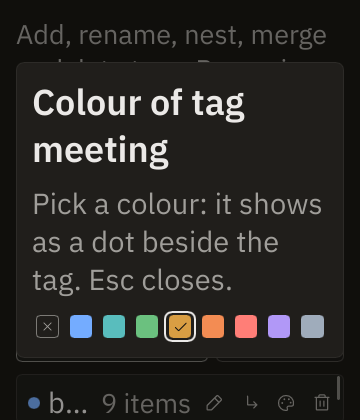 Add, rename, nest, merge
Colour of tag
meeting
Pick a colour: it shows
as a dot beside the
tag. Esc closes.
b... 9 items